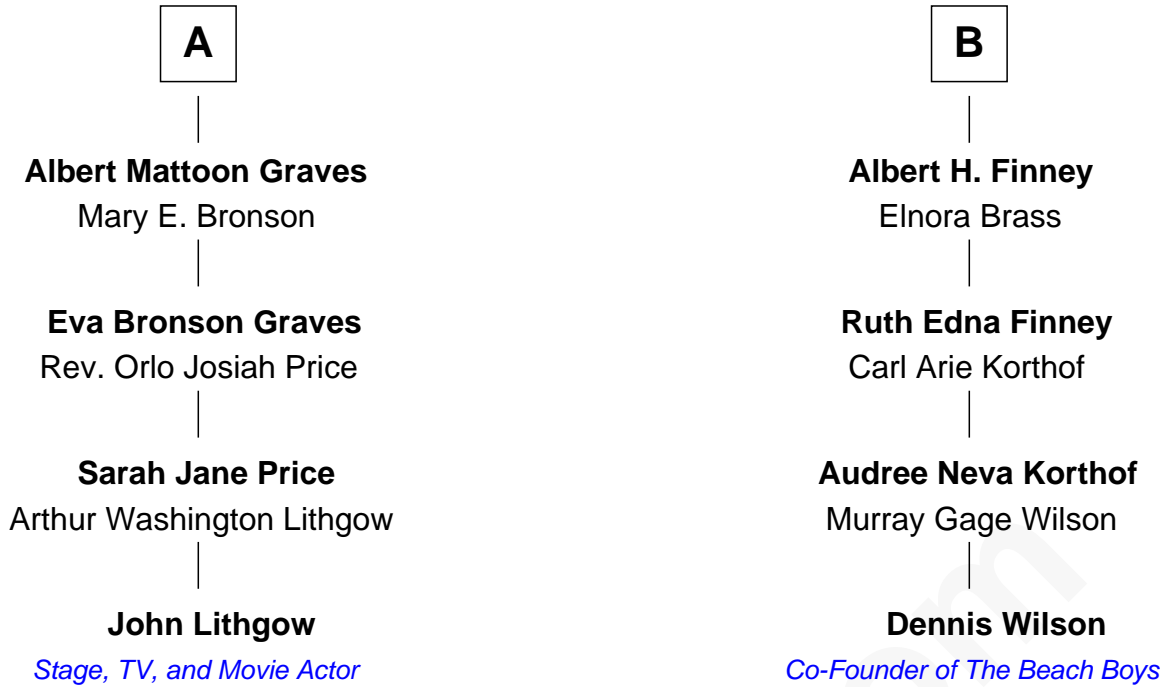 A
Albert Mattoon Graves
Mary E. Bronson
Eva Bronson Graves
Rev. Orlo Josiah Price
Sarah Jane Price
Arthur Washington Lithgow
John Lithgow
Stage, TV, and Movie Actor
B
Albert H. Finney
Elnora Brass
Ruth Edna Finney
Carl Arie Korthof
Audree Neva Korthof
Murray Gage Wilson
Dennis Wilson
Co-Founder of The Beach Boys